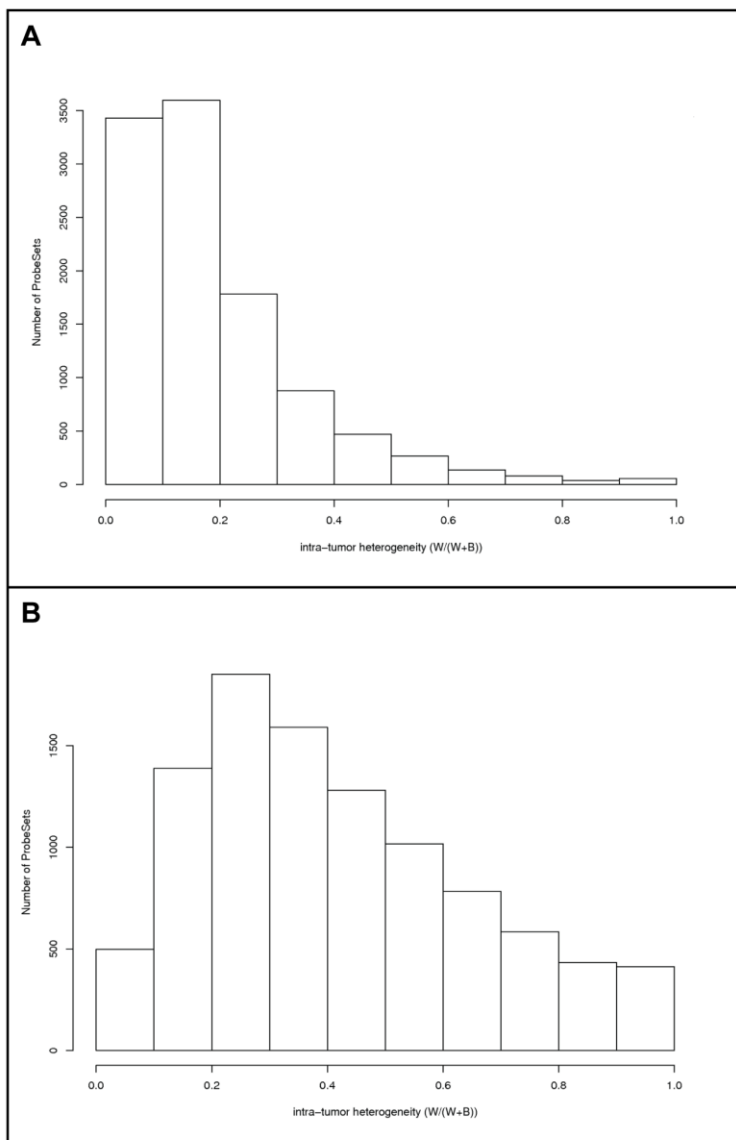 A
3500
3000
2500
2000
1500
1000
500
0
Number of ProbeSets
0.0 0.2 0.4 0.6 0.8 1.0
intra−tumor heterogeneity (W/(W+B))
B
1500
1000
500
0
Number of ProbeSets
0.0 0.2 0.4 0.6 0.8 1.0
intra−tumor heterogeneity (W/(W+B))